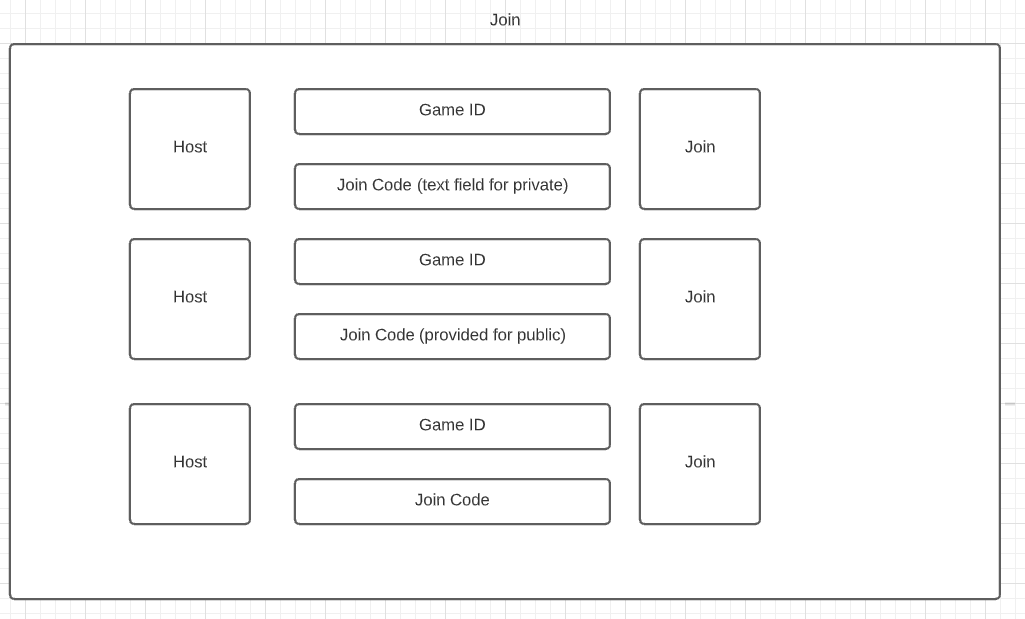 Join
Host
Game ID
Join Code (text field for private)
Join
Host
Game ID
Join Code (provided for public)
Join
Host
Game ID
Join Code
Join